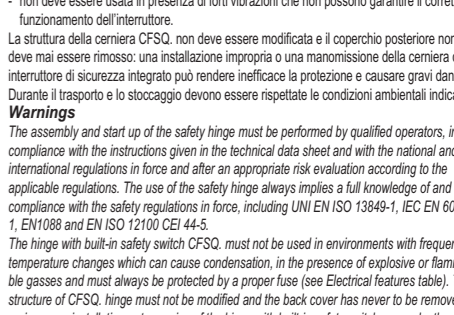 - non deve essere usata in presenza di forti vibrazioni che non possono garantire il corret
funzionamento dell'interruttore.
La struttura della cerniera CFSQ. non deve essere modificata e il coperchio posteriore non
deve mai essere rimosso: una installazione impropria o una manomissione della cerniera
interruttore di sicurezza integrato può rendere inefficace la protezione e causare gravi dan
Durante il trasporto e lo stoccaggio devono essere rispettate le condizioni ambientali indica
Warnings
The assembly and start up of the safety hinge must be performed by qualified operators, in
compliance with the instructions given in the technical data sheet and with the national and
international regulations in force and after an appropriate risk evaluation according to the
applicable regulations. The use of the safety hinge always implies a full knowledge of and
compliance with the safety regulations in force, including UNI EN ISO 13849-1, IEC EN 60
1, EN1088 and EN ISO 12100 CEI 44-5.
The hinge with built-in safety switch CFSQ. must not be used in environments with frequen
temperature changes which can cause condensation, in the presence of explosive or flam
ble gasses and must always be protected by a proper fuse (see Electrical features table).
structure of CFSQ. hinge must not be modified and the back cover has never to be remove